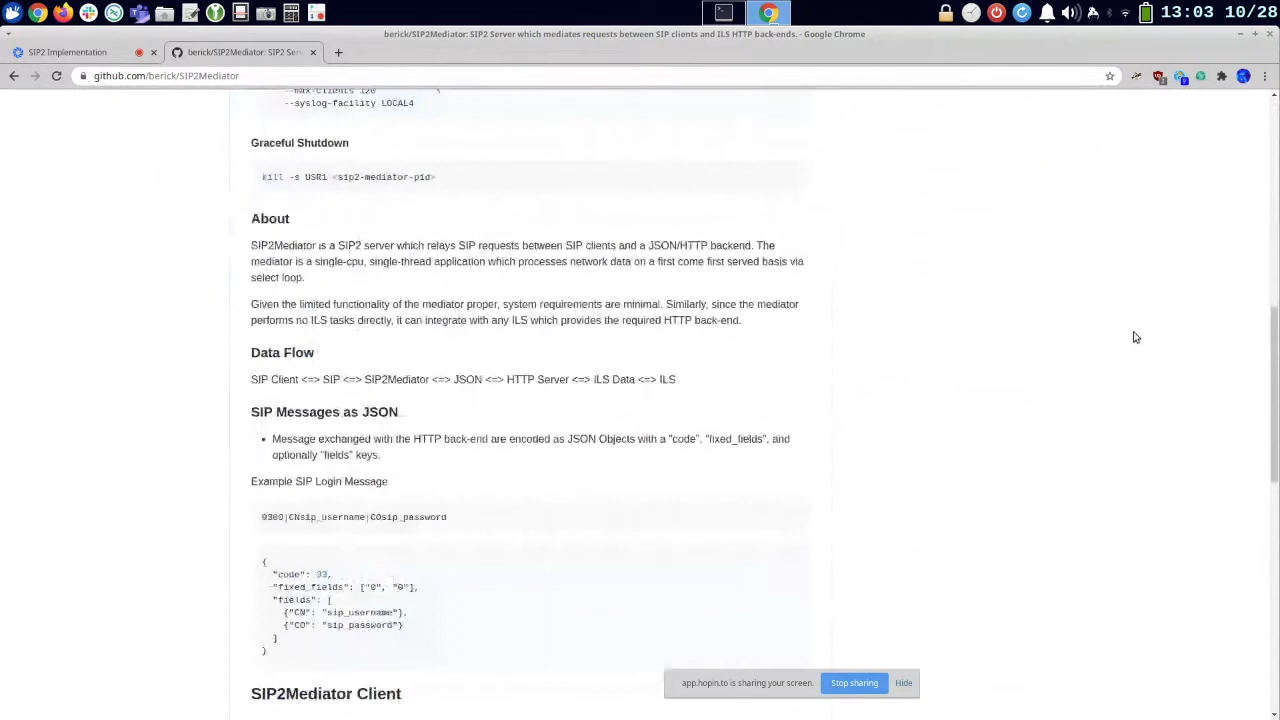 13:03 10/28
berick/SIP2Mediator: SIP2 Server which mediates requests between SIP clients and ILS HTTP back-ends. - Google Chrome
SIP2 Implementation
berick/SIP2Mediator: SIP2 Ser
github.com/berick/SIP2Mediator
--max-clients 120 \
--syslog-facility LOCAL4
Graceful Shutdown
kill -s USR1 <sip2-mediator-pid>
About
SIP2Mediator is a SIP2 server which relays SIP requests between SIP clients and a JSON/HTTP backend. The
mediator is a single-cpu, single-thread application which processes network data on a first come first served basis via
select loop.
Given the limited functionality of the mediator proper, system requirements are minimal. Similarly, since the mediator
performs no ILS tasks directly, it can integrate with any ILS which provides the required HTTP back-end.
Data Flow
SIP Client <=> SIP <=> SIP2Mediator <=> JSON <=> HTTP Server <=> ILS Data <=> ILS
SIP Messages as JSON
Message exchanged with the HTTP back-end are encoded as JSON Objects with a "code", "fixed_fields", and
optionally "fields" keys.
Example SIP Login Message
9300|CNsip_username|COsip_password
{
"code": 93,
"fixed_fields": ["0", "0"],
"fields": [
{"CN": "sip_username"},
{"CO": "sip_password"}
]
}
app.hopin.to is sharing your screen.
Stop sharing
Hide
SIP2Mediator Client